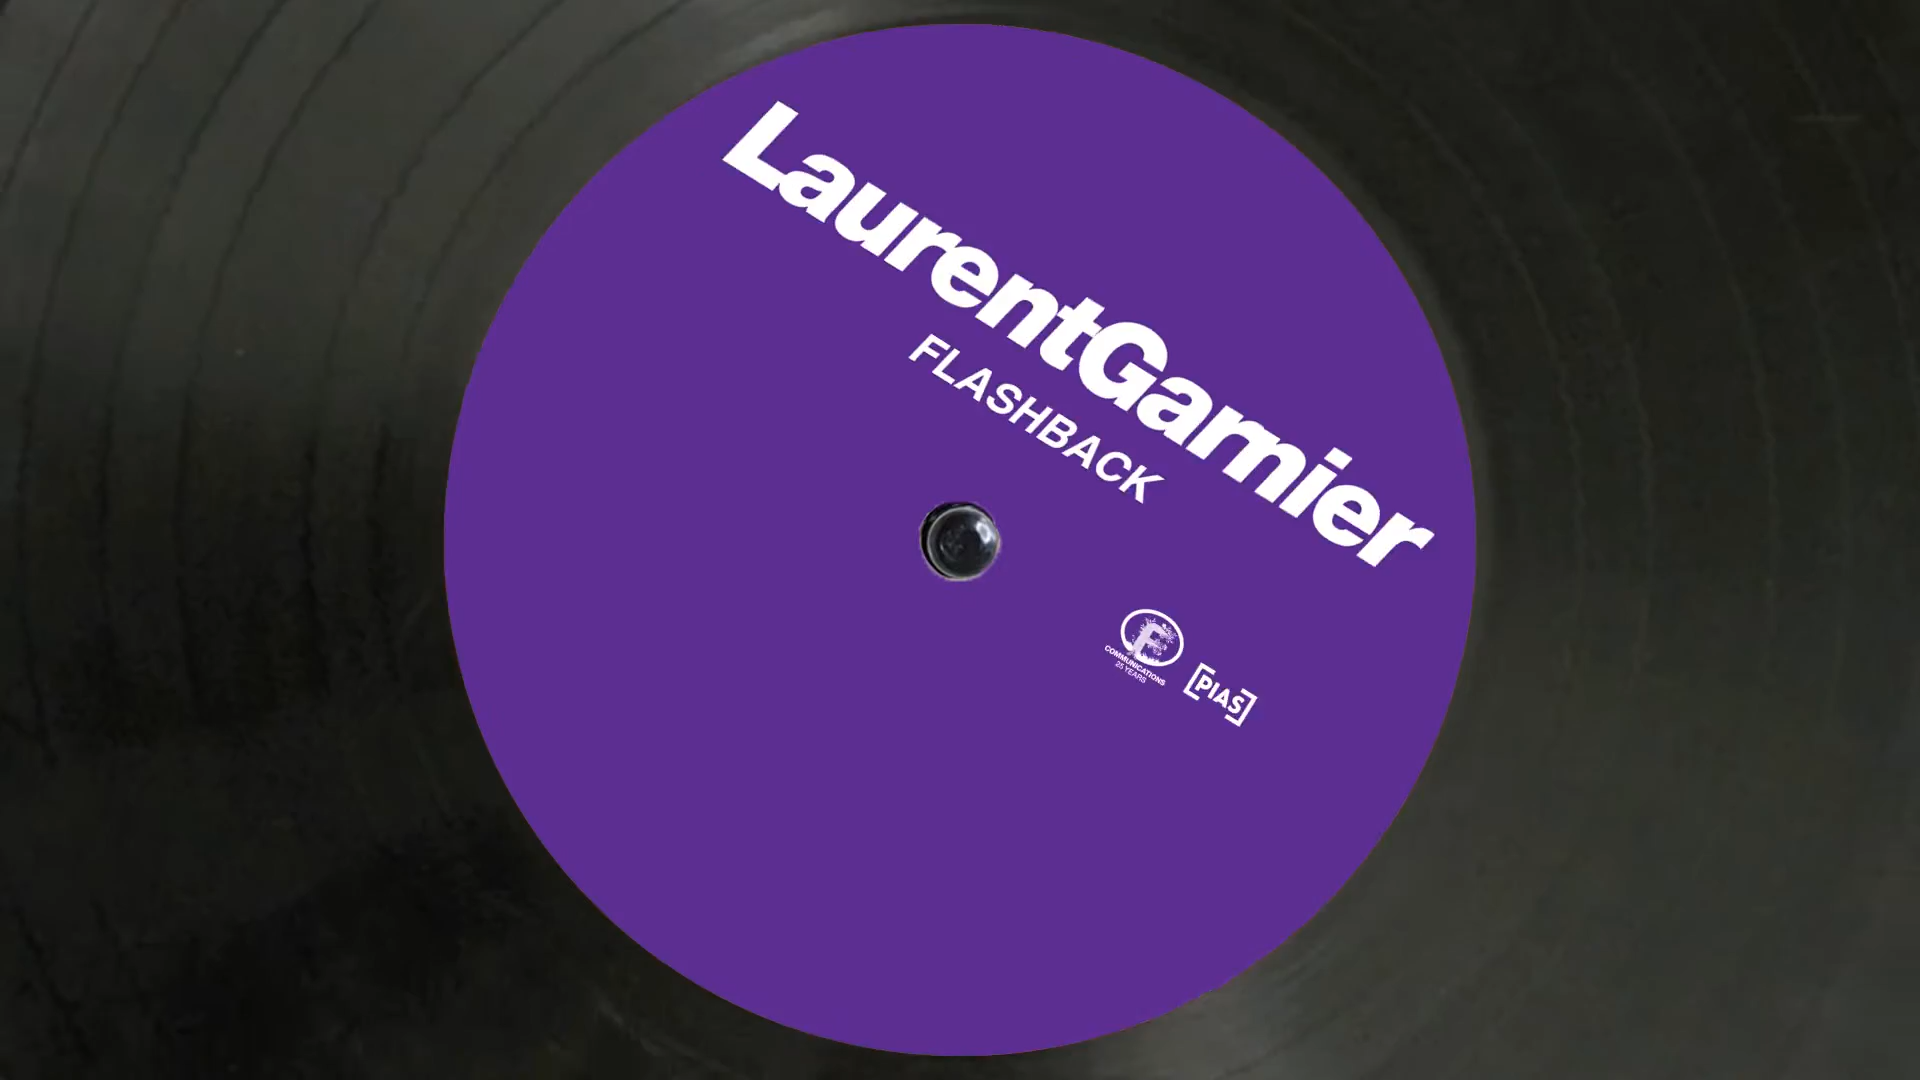 LaurentGarnier
FLASHBACK
F
COMMUNICATIONS
25 YEARS
[PIAS]